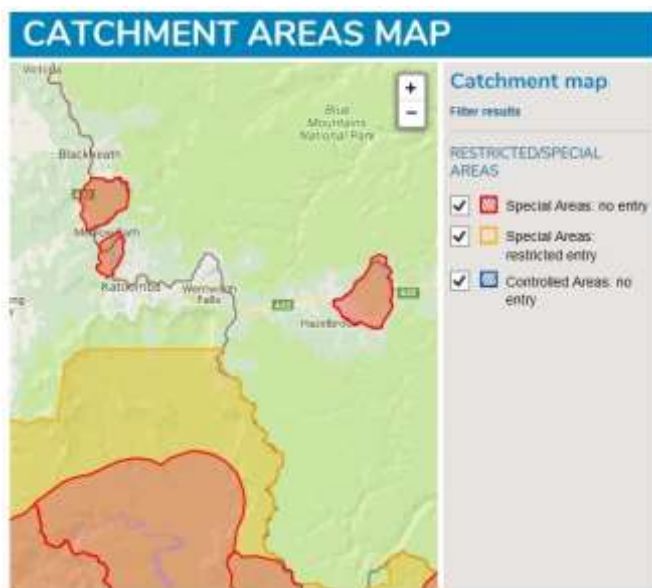 CATCHMENT AREAS MAP
Catchment map
Filter results
RESTRICTED/SPECIAL
AREAS
Special Areas: no entry
Special Areas:
restricted entry
Controlled Areas: no
entry
+
−
Blue
Mountains
National Park
Blackheath
Katoomba
Wentworth
Falls
A32